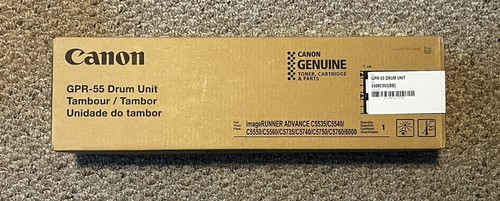 Canon
GPR-55 Drum Unit
Tambour / Tambor
Unidade do tambor
CANON
GENUINE
TONER, CARTRIDGE
& PARTS
imageRUNNER ADVANCE C5535/C5540/
C5550/C5560/C5735/C5740/C5750/C5760/6000
GPR-55 DRUM UNIT
1